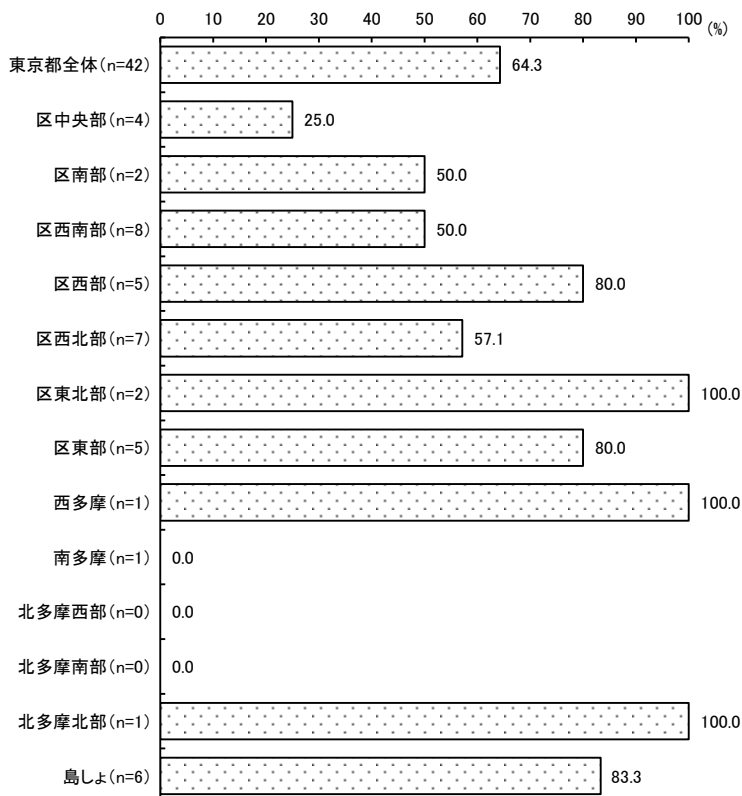 0 10 20 30 40 50 60 70 80 90 100
(%)
東京都全体(n=42) 64.3
区中央部(n=4) 25.0
区南部(n=2) 50.0
区西南部(n=8) 50.0
区西部(n=5) 80.0
区西北部(n=7) 57.1
区東北部(n=2) 100.0
区東部(n=5) 80.0
西多摩(n=1) 100.0
南多摩(n=1) 0.0
北多摩西部(n=0) 0.0
北多摩南部(n=0) 0.0
北多摩北部(n=1) 100.0
島しょ(n=6) 83.3